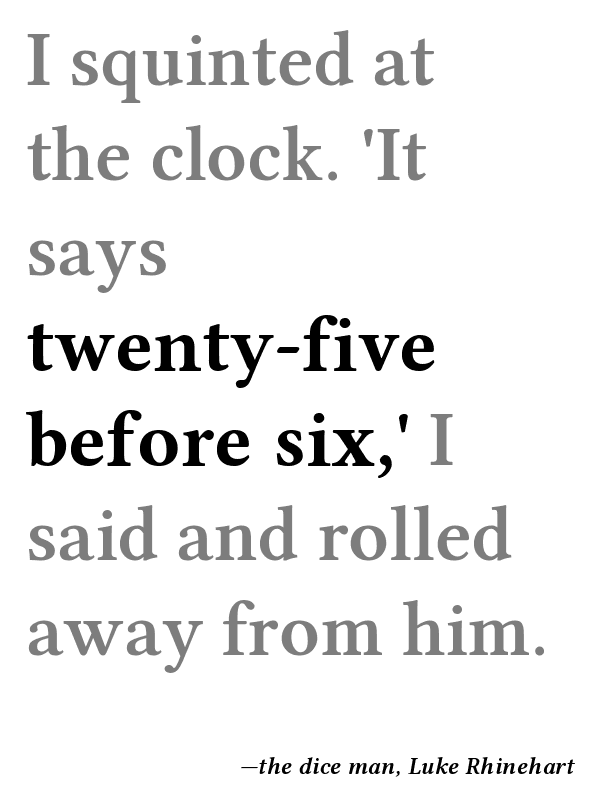 I squinted at
the clock. 'It
says
twenty-five
before six,' I
said and rolled
away from him.
—the dice man, Luke Rhinehart